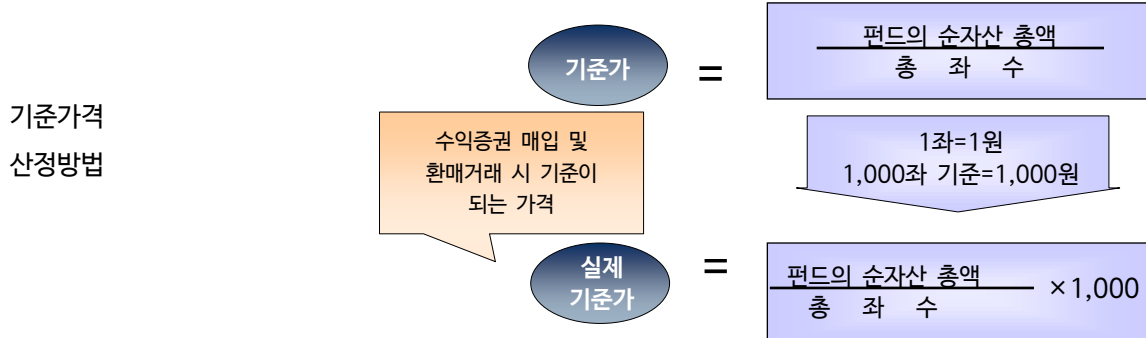 기준가격
산정방법
기준가
=
펀드의 순자산 총액
총 좌 수
수익증권 매입 및
환매거래 시 기준이
되는 가격
1좌=1원
1,000좌 기준=1,000원
실제
기준가
=
펀드의 순자산 총액
총 좌 수
×1,000